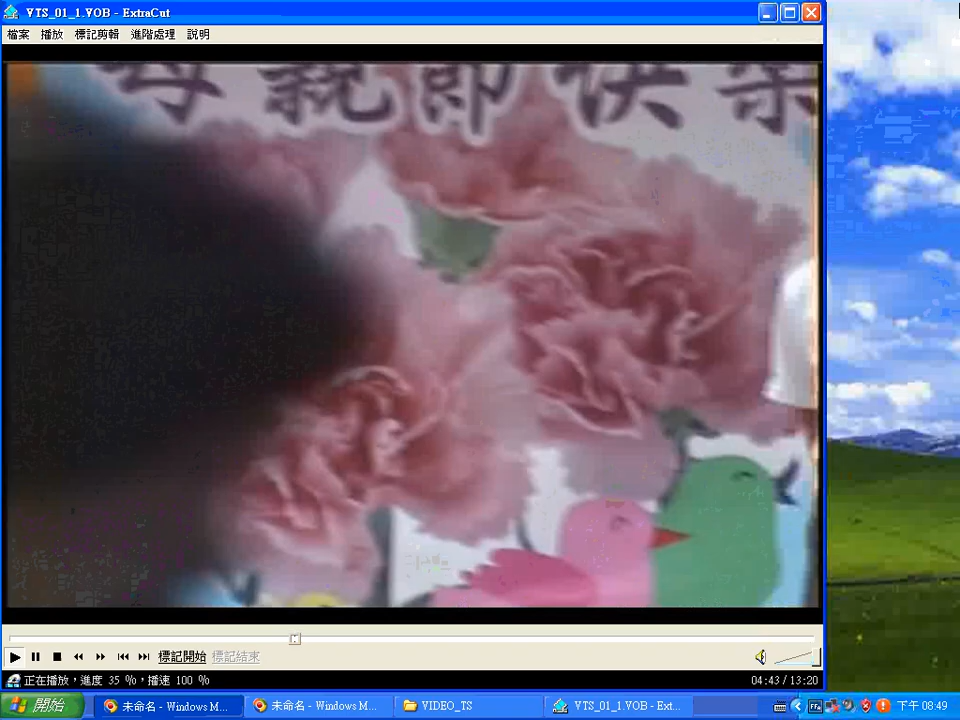 VTS_01_1.VOB - ExtraCut
檔案 播放 標記剪輯 進階處理 說明
母親節快樂
標記開始 標記結束
正在播放，進度 35 %，播速 100 % 04:43 / 13:20
開始 未命名 - Windows M... 未命名 - Windows M... VIDEO_TS VTS_01_1.VOB - Ext... 下午 08:49